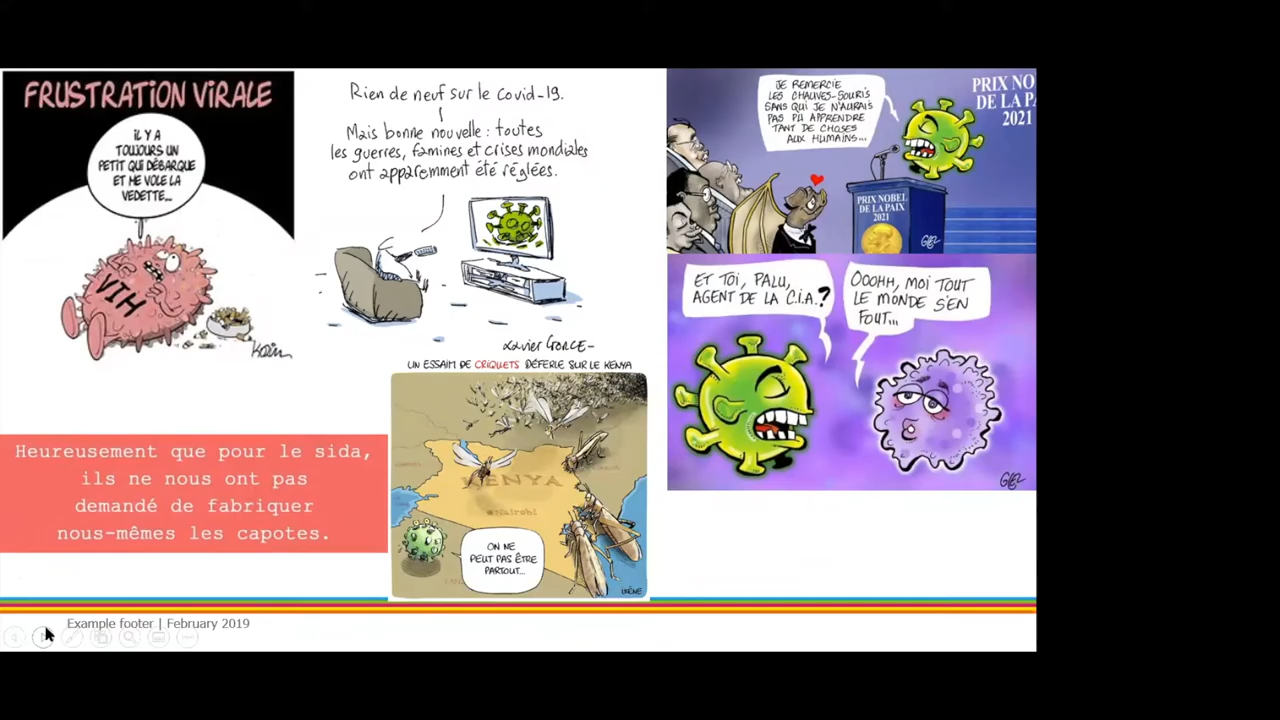 FRUSTRATION VIRALE
IL Y A
TOUJOURS UN
PETIT QUI DÉBARQUE
ET ME VOLE LA
VEDETTE...
VIH
Rien de neuf sur le covid-19.
Mais bonne nouvelle : toutes
les guerres, famines et crises mondiales
ont apparemment été réglées.
Xavier GORCE-
JE REMERCIE
LES CHAUVES-SOURIS
SANS QUI JE N'AURAIS
PAS PU APPRENDRE
TANT DE CHOSES
AUX HUMAINS...
PRIX NO
DE LA PA
2021
PRIX NOBEL
DE LA PAIX
2021
GLEZ
ET TOI, PALU,
AGENT DE LA C.I.A.?
OOOHH, MOI TOUT
LE MONDE S'EN
FOUT...
GLEZ
Heureusement que pour le sida,
ils ne nous ont pas
demandé de fabriquer
nous-mêmes les capotes.
UN ESSAIM DE CRIQUETS DÉFERLE SUR LE KENYA
KENYA
Nairobi
ON NE
PEUT PAS ÊTRE
PARTOUT...
Example footer | February 2019